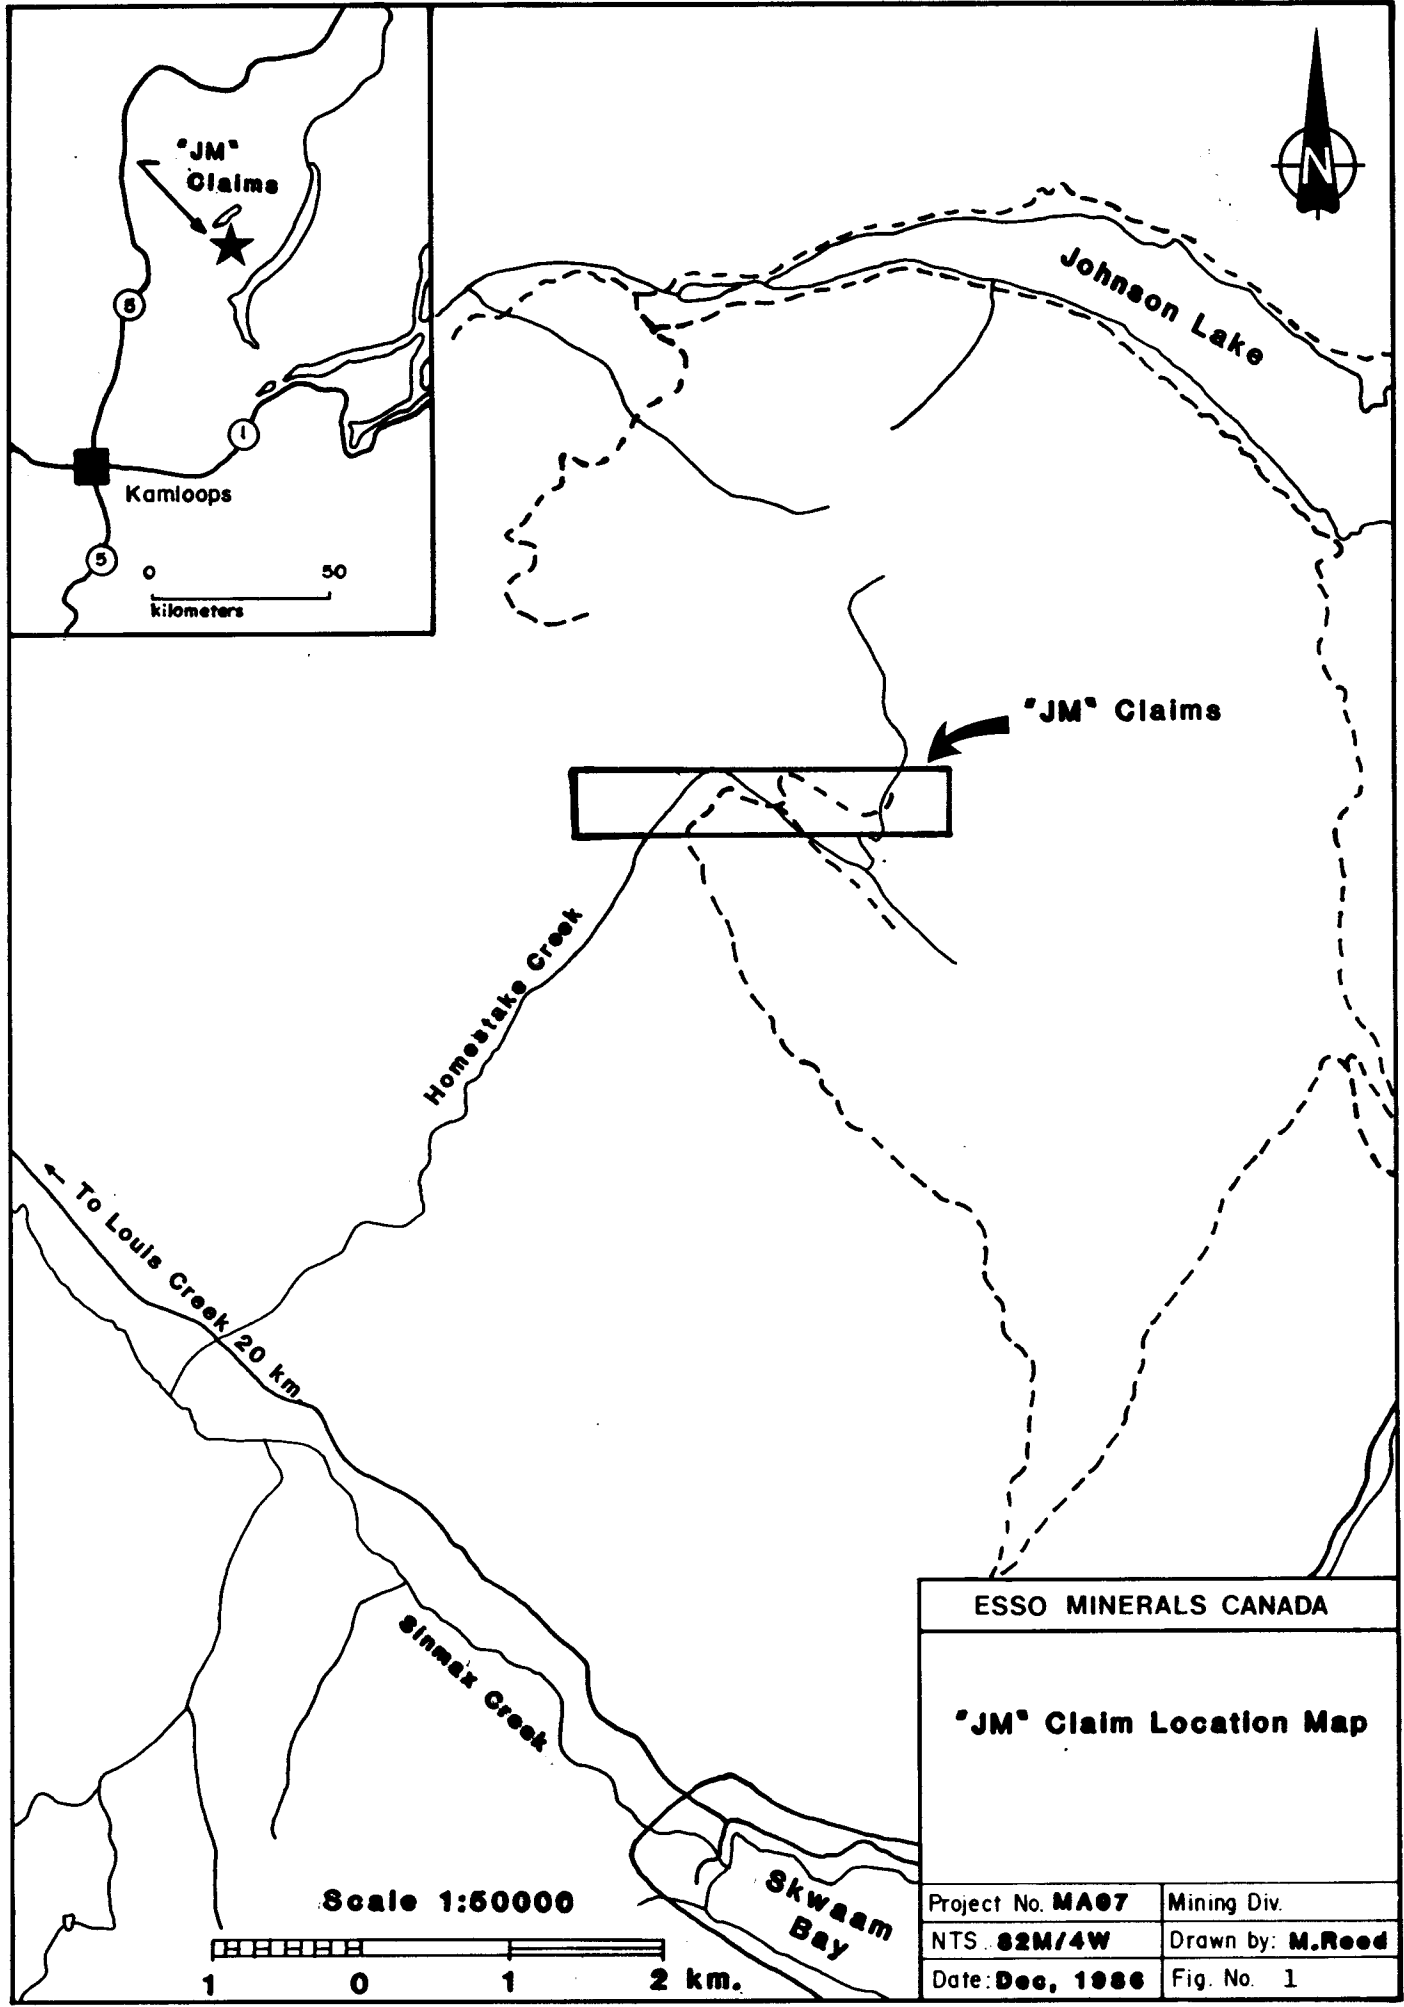 "JM"
Claims
5
1
Kamloops
5
0 50
kilometers
N
Johnson Lake
"JM" Claims
Homestake Creek
← To Louis Creek 20 km.
Sinmax Creek
Skwaam
Bay
Scale 1:50000
1 0 1 2 km.
ESSO MINERALS CANADA
"JM" Claim Location Map
Project No. MA07 Mining Div.
NTS. 82M/4W Drawn by: M.Reed
Date: Dec, 1986 Fig. No. 1